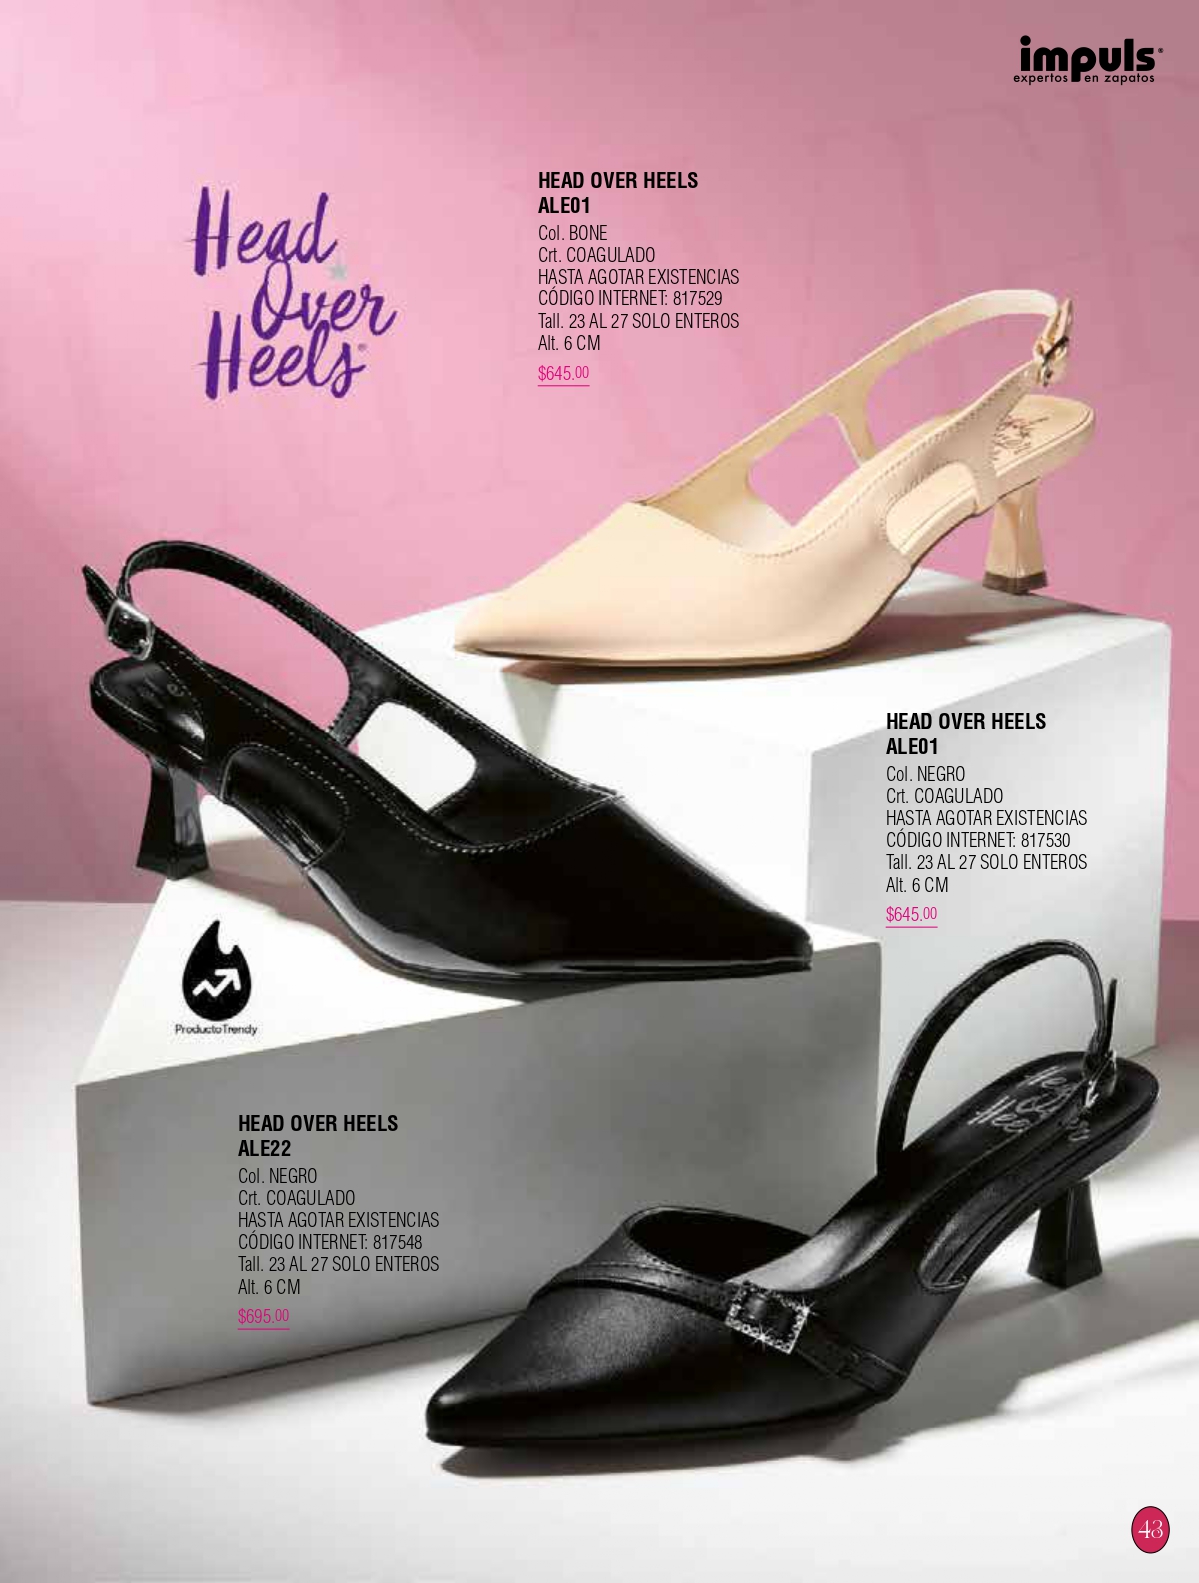 impuls®
expertos en zapatos
Head
Over
Heels®
HEAD OVER HEELS
ALE01
Col. BONE
Crt. COAGULADO
HASTA AGOTAR EXISTENCIAS
CÓDIGO INTERNET: 817529
Tall. 23 AL 27 SOLO ENTEROS
Alt. 6 CM
$645.00
HEAD OVER HEELS
ALE01
Col. NEGRO
Crt. COAGULADO
HASTA AGOTAR EXISTENCIAS
CÓDIGO INTERNET: 817530
Tall. 23 AL 27 SOLO ENTEROS
Alt. 6 CM
$645.00
Producto Trendy
HEAD OVER HEELS
ALE22
Col. NEGRO
Crt. COAGULADO
HASTA AGOTAR EXISTENCIAS
CÓDIGO INTERNET: 817548
Tall. 23 AL 27 SOLO ENTEROS
Alt. 6 CM
$695.00
43